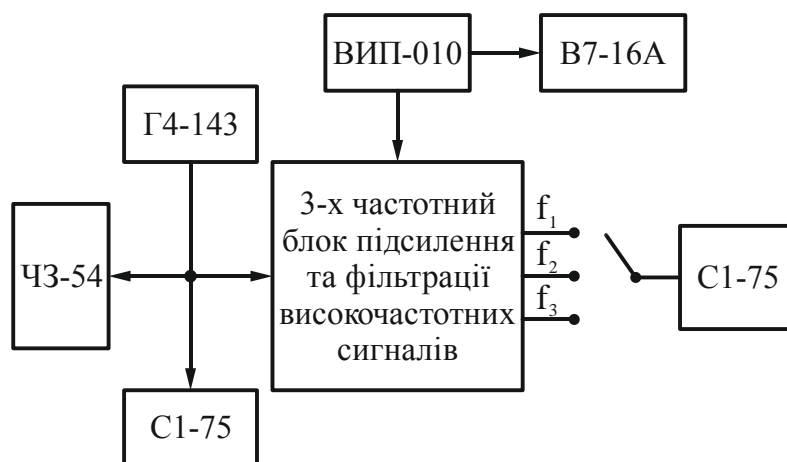 ВИП-010
В7-16А
Г4-143
3-х частотний
блок підсилення
та фільтрації
високочастотних
сигналів
f₁
f₂
f₃
ЧЗ-54
С1-75
С1-75